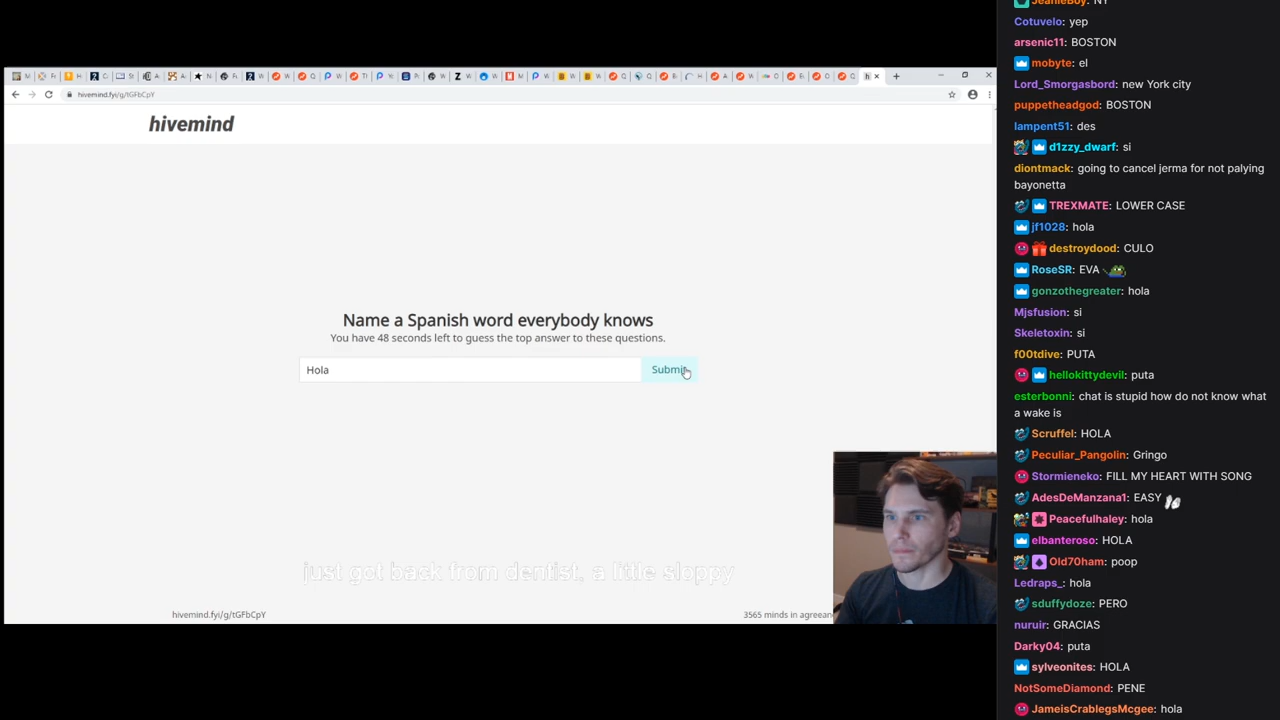 JeanieBoy: NY
Cotuvelo: yep
arsenic11: BOSTON
mobyte: el
Lord_Smorgasbord: new York city
puppetheadgod: BOSTON
lampent51: des
d1zzy_dwarf: si
diontmack: going to cancel jerma for not palying
bayonetta
TREXMATE: LOWER CASE
jf1028: hola
destroydood: CULO
RoseSR: EVA
gonzothegreater: hola
Mjsfusion: si
Skeletoxin: si
f00tdive: PUTA
hellokittydevil: puta
esterbonni: chat is stupid how do not know what
a wake is
Scruffel: HOLA
Peculiar_Pangolin: Gringo
Stormieneko: FILL MY HEART WITH SONG
AdesDeManzana1: EASY
Peacefulhaley: hola
elbanteroso: HOLA
Old70ham: poop
Ledraps_: hola
sduffydoze: PERO
nuruir: GRACIAS
Darky04: puta
sylveonites: HOLA
NotSomeDiamond: PENE
JameisCrablegsMcgee: hola
hivemind.fyi/g/tGFbCpY
hivemind
Name a Spanish word everybody knows
You have 48 seconds left to guess the top answer to these questions.
Hola
Submit
just got back from dentist, a little sloppy
hivemind.fyi/g/tGFbCpY
3565 minds in agreean